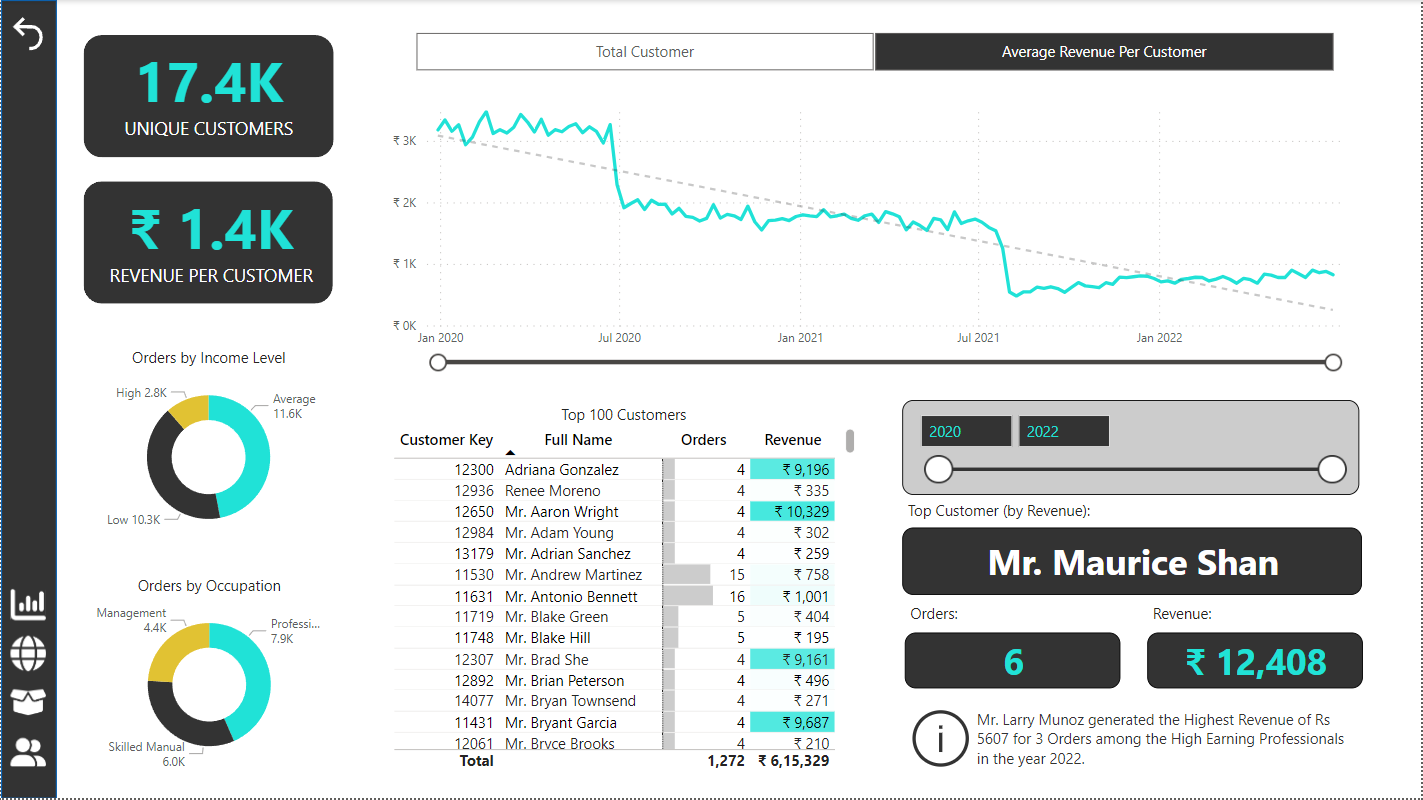 17.4K
UNIQUE CUSTOMERS
₹ 1.4K
REVENUE PER CUSTOMER
Total Customer
Average Revenue Per Customer
₹ 3K
₹ 2K
₹ 1K
₹ 0K
Jan 2020
Jul 2020
Jan 2021
Jul 2021
Jan 2022
Orders by Income Level
High 2.8K
Average
11.6K
Low 10.3K
Orders by Occupation
Management
4.4K
Professi...
7.9K
Skilled Manual
6.0K
Top 100 Customers
Customer Key Full Name Orders Revenue
12300 Adriana Gonzalez 4 ₹ 9,196
12936 Renee Moreno 4 ₹ 335
12650 Mr. Aaron Wright 4 ₹ 10,329
12984 Mr. Adam Young 4 ₹ 302
13179 Mr. Adrian Sanchez 4 ₹ 259
11530 Mr. Andrew Martinez 15 ₹ 758
11631 Mr. Antonio Bennett 16 ₹ 1,001
11719 Mr. Blake Green 5 ₹ 404
11748 Mr. Blake Hill 5 ₹ 195
12307 Mr. Brad She 4 ₹ 9,161
12892 Mr. Brian Peterson 4 ₹ 496
14077 Mr. Bryan Townsend 4 ₹ 271
11431 Mr. Bryant Garcia 4 ₹ 9,687
12061 Mr. Bryce Brooks 4 ₹ 210
Total 1,272 ₹ 6,15,329
2020
2022
Top Customer (by Revenue):
Mr. Maurice Shan
Orders:
Revenue:
6
₹ 12,408
i
Mr. Larry Munoz generated the Highest Revenue of Rs
5607 for 3 Orders among the High Earning Professionals
in the year 2022.